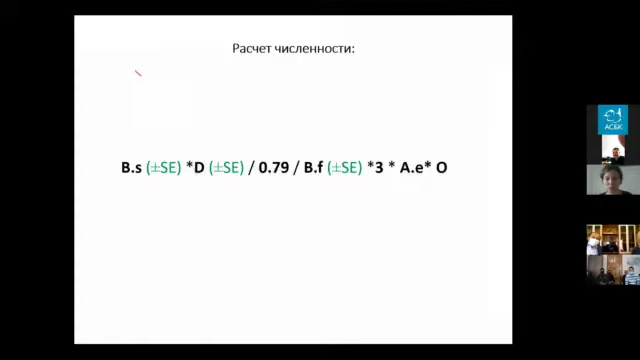 Расчет численности:
B.s (±SE) *D (±SE) / 0.79 / B.f (±SE) *3 * A.e* O
АСБК